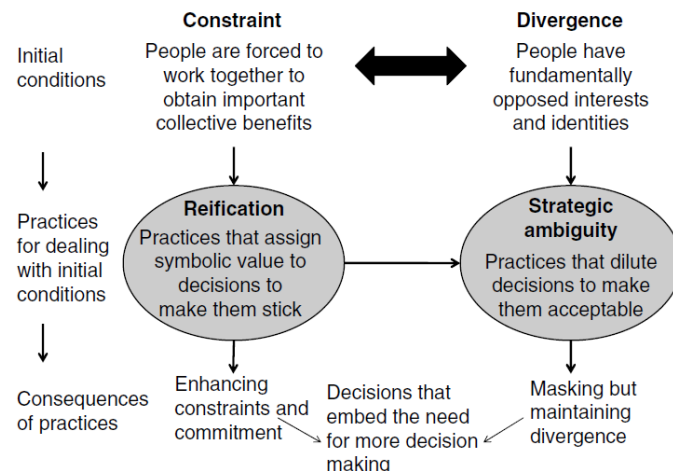 Constraint
Divergence
Initial
conditions
People are forced to
work together to
obtain important
collective benefits
People have
fundamentally
opposed interests
and identities
Practices
for dealing
with initial
conditions
Reification
Practices that assign
symbolic value to
decisions to
make them stick
Strategic
ambiguity
Practices that dilute
decisions to make
them acceptable
Consequences
of practices
Enhancing
constraints and
commitment
Decisions that
embed the need
for more decision
making
Masking but
maintaining
divergence